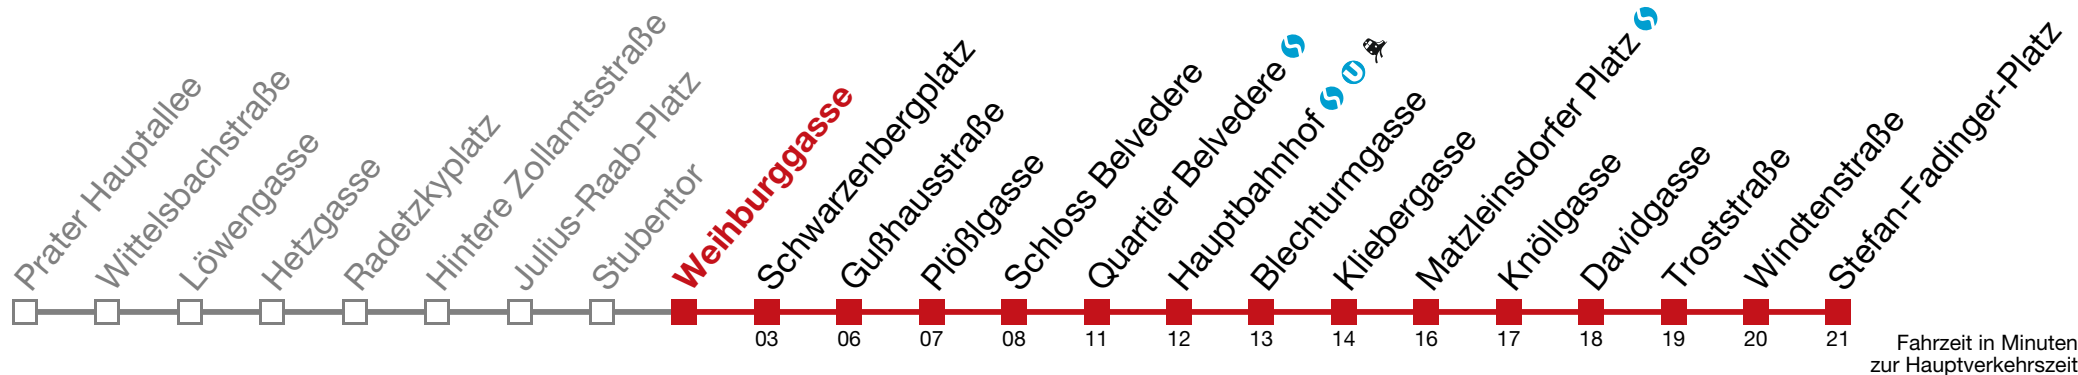 Prater Hauptallee
Wittelsbachstraße
Löwengasse
Hetzgasse
Radetzkyplatz
Hintere Zollamtsstraße
Julius-Raab-Platz
Stubentor
Weihburggasse
Schwarzenbergplatz
Gußhausstraße
Plößlgasse
Schloss Belvedere
Quartier Belvedere
Hauptbahnhof U
Blechturmgasse
Kliebergasse
Matzleinsdorfer Platz
Knöllgasse
Davidgasse
Troststraße
Windtenstraße
Stefan-Fadinger-Platz
03 06 07 08 11 12 13 14 16 17 18 19 20 21
Fahrzeit in Minuten
zur Hauptverkehrszeit